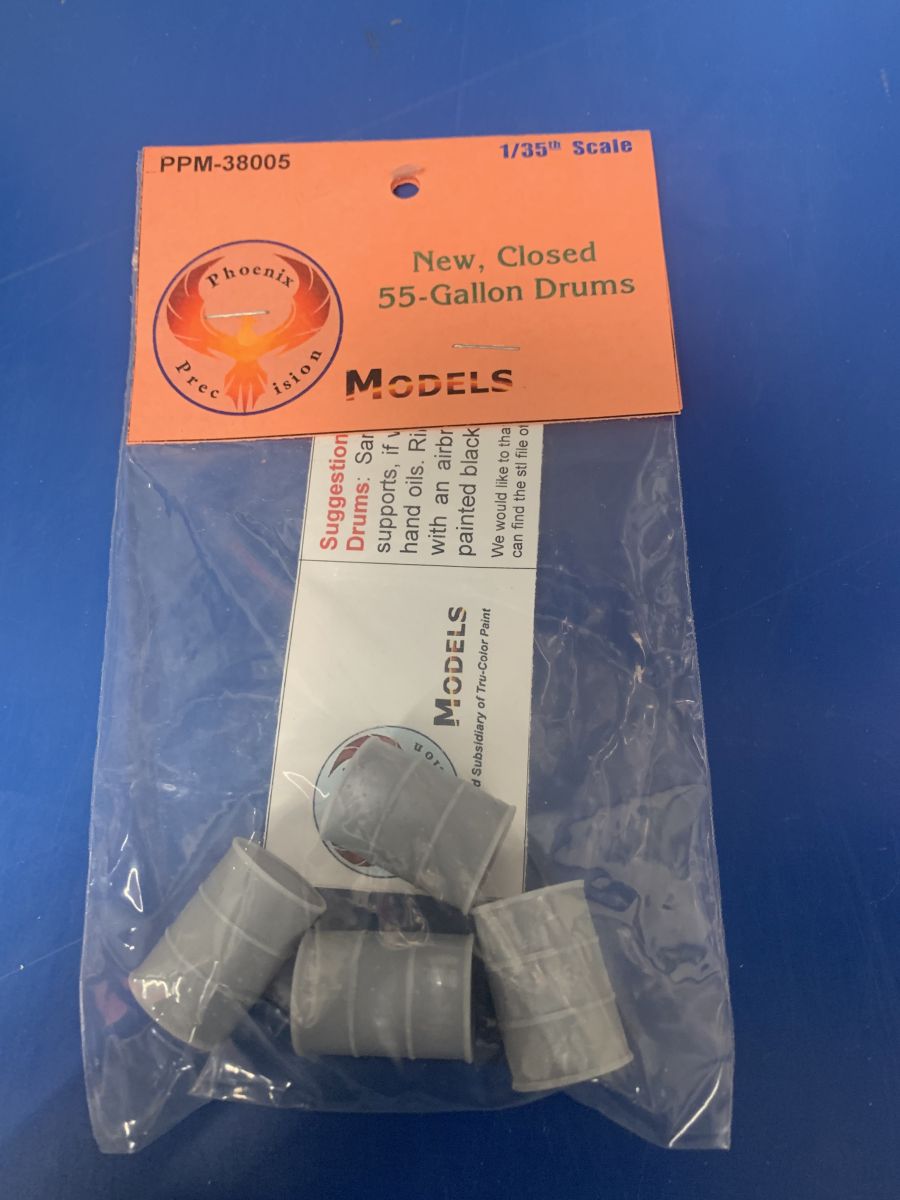 PPM-38005
1/35th Scale
Phoenix
Precision
New, Closed
55-Gallon Drums
MODELS
Suggestion
Drums: San
supports, if
hand oils.
with an airbr
painted black
We would like to tha
can find the stl file of
MODELS
d Subsidiary of Tru-Color Paint